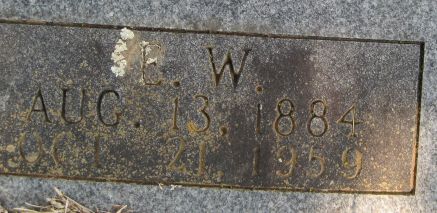 E. W.
AUG. 13, 1884
OCT. 21, 1959